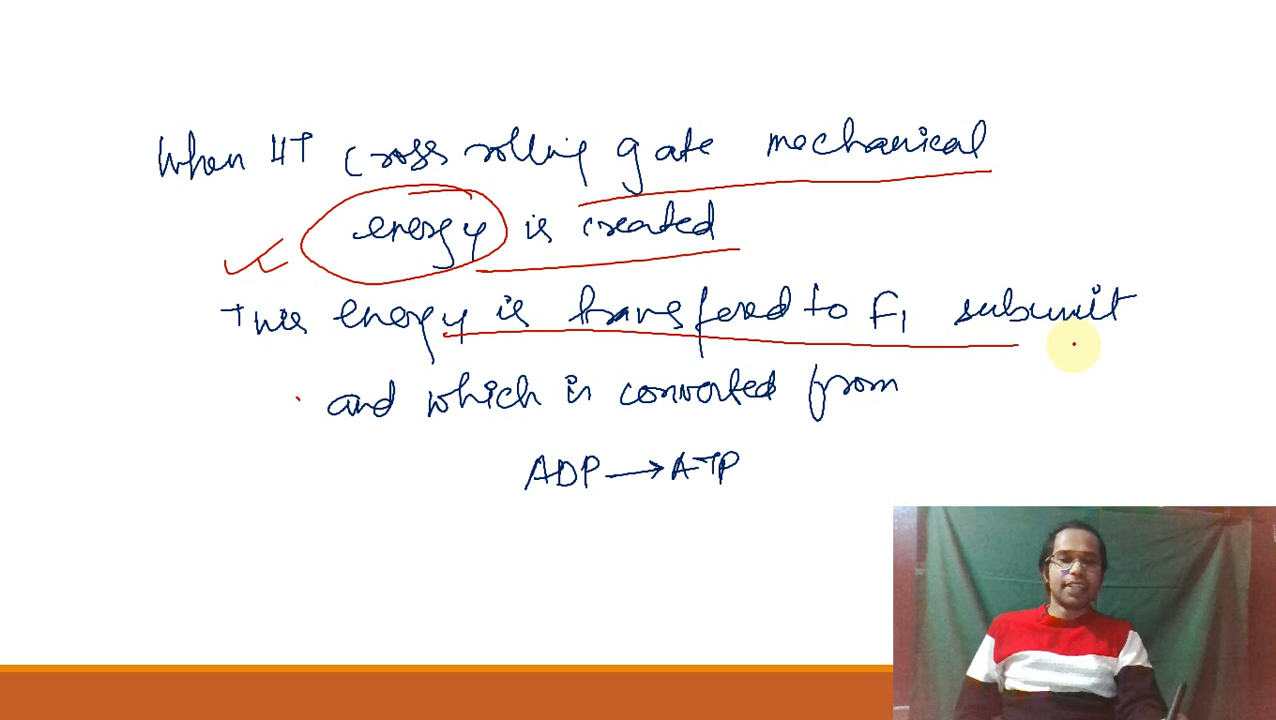 When H+ cross rolling gate mechanical
energy is created
This energy is transfered to F1 subunit
and which is converted from
ADP → ATP